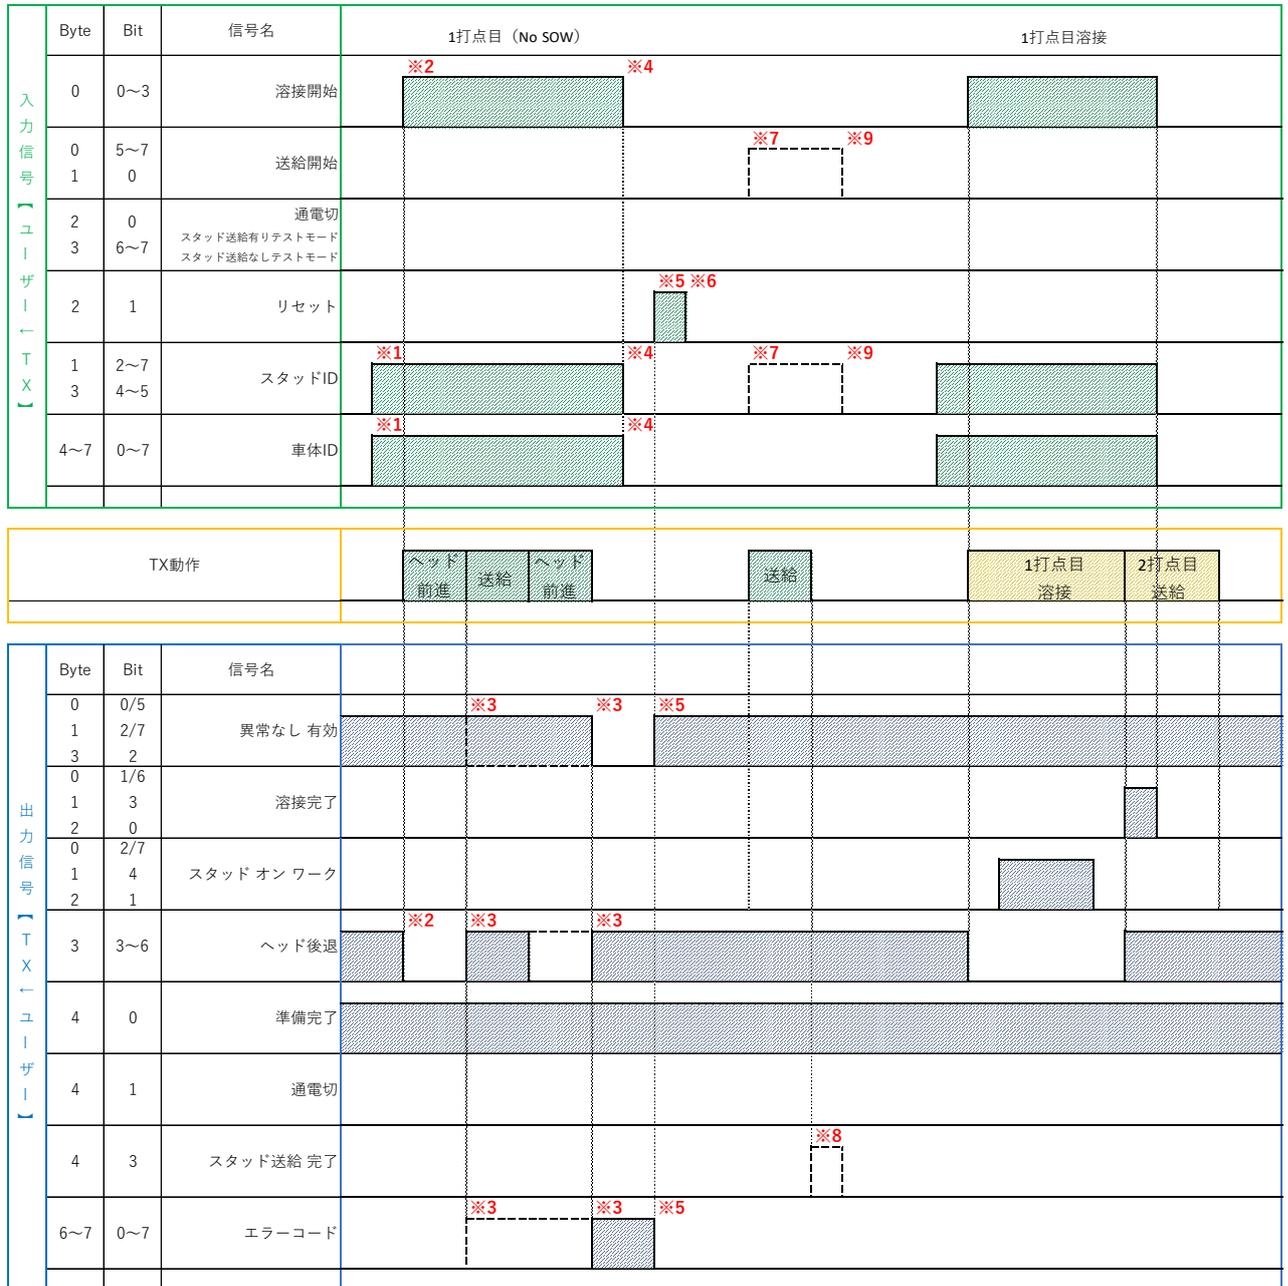 Byte Bit 信号名 1打点目（No SOW） 1打点目溶接
入力信号【ユーザー←TX】
※2 ※4
0 0～3 溶接開始
※7 ※9
0 5～7 送給開始
1 0
通電切
2 0
スタッド送給有りテストモード
3 6～7
スタッド送給なしテストモード
※5 ※6
2 1 リセット
※1 ※4 ※7 ※9
1 2～7 スタッドID
3 4～5
※1 ※4
4～7 0～7 車体ID
TX動作
ヘッド前進
送給
ヘッド前進
送給
1打点目
溶接
2打点目
送給
Byte Bit 信号名
出力信号【TX←ユーザー】
0 0/5 ※3 ※3 ※5
1 2/7 異常なし 有効
3 2
0 1/6
1 3 溶接完了
2 0
0 2/7
1 4 スタッド オン ワーク
2 1
※2 ※3 ※3
3 3～6 ヘッド後退
4 0 準備完了
4 1 通電切
※8
4 3 スタッド送給 完了
※3 ※3 ※5
6～7 0～7 エラーコード